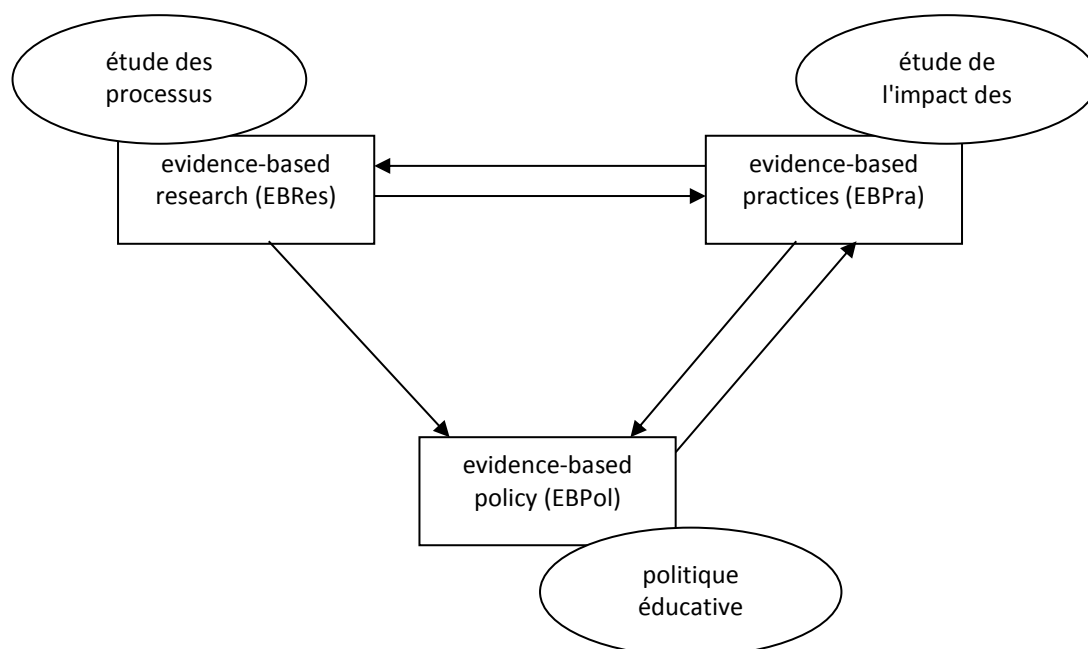 étude des
processus
étude de
l'impact des
evidence-based
research (EBRes)
evidence-based
practices (EBPra)
evidence-based
policy (EBPol)
politique
éducative